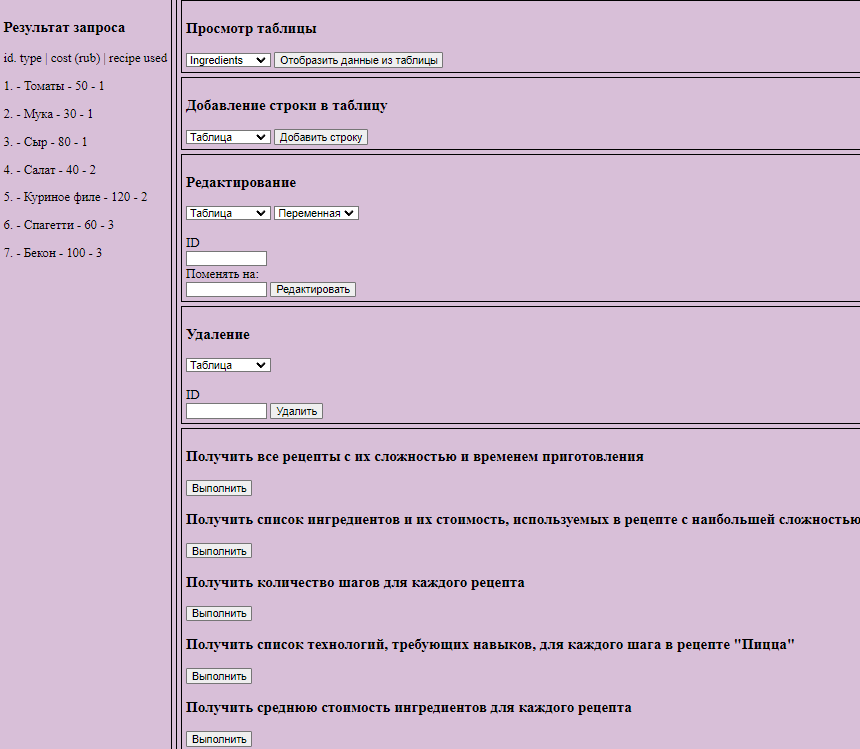 Результат запроса
id. type | cost (rub) | recipe used
1. - Томаты - 50 - 1
2. - Мука - 30 - 1
3. - Сыр - 80 - 1
4. - Салат - 40 - 2
5. - Куриное филе - 120 - 2
6. - Спагетти - 60 - 3
7. - Бекон - 100 - 3
Просмотр таблицы
Ingredients Отобразить данные из таблицы
Добавление строки в таблицу
Таблица Добавить строку
Редактирование
Таблица Переменная
ID
Поменять на:
Редактировать
Удаление
Таблица
ID
Удалить
Получить все рецепты с их сложностью и временем приготовления
Выполнить
Получить список ингредиентов и их стоимость, используемых в рецепте с наибольшей сложностью
Выполнить
Получить количество шагов для каждого рецепта
Выполнить
Получить список технологий, требующих навыков, для каждого шага в рецепте "Пицца"
Выполнить
Получить среднюю стоимость ингредиентов для каждого рецепта
Выполнить